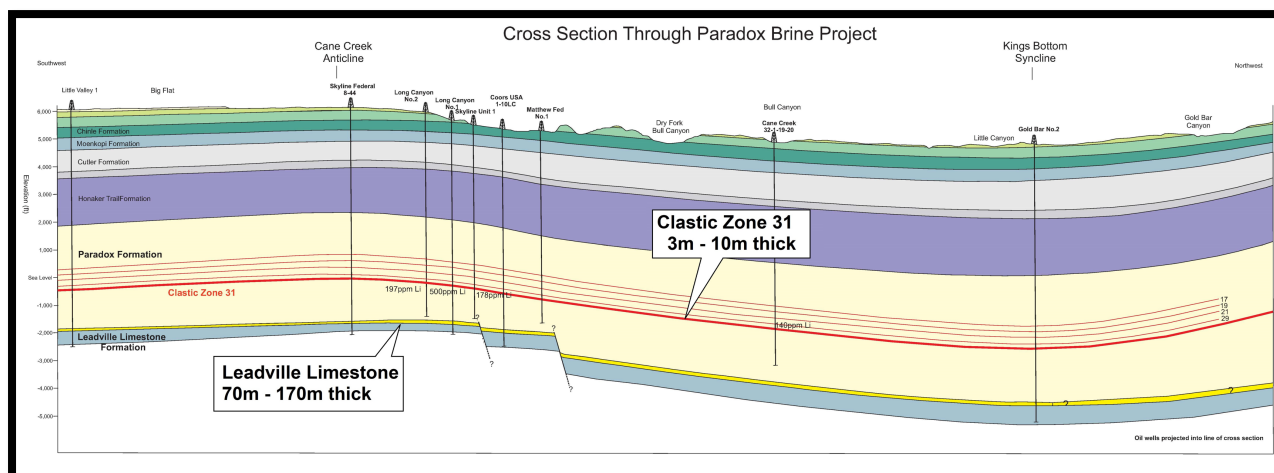 Cross Section Through Paradox Brine Project
Cane Creek
Anticline
Kings Bottom
Syncline
Southwest
Northwest
Little Valley 1
Big Flat
Skyline Federal
8-44
Long Canyon
No.2
Long Canyon
No.1
Skyline Unit 1
Coors USA
1-10LC
Matthew Fed
No.1
Dry Fork
Bull Canyon
Bull Canyon
Cane Creek
32-1-19-20
Little Canyon
Gold Bar No.2
Gold Bar
Canyon
Elevation (ft)
6,000
5,000
4,000
3,000
2,000
1,000
Sea Level
-1,000
-2,000
-3,000
-4,000
-5,000
Chinle Formation
Moenkopi Formation
Cutler Formation
Honaker TrailFormation
Paradox Formation
Clastic Zone 31
197ppm Li
500ppm Li
178ppm Li
140ppm Li
Clastic Zone 31
3m - 10m thick
17
19
21
29
Leadville Limestone
Formation
Leadville Limestone
70m - 170m thick
?
?
?
?
?
?
Oil wells projected into line of cross section